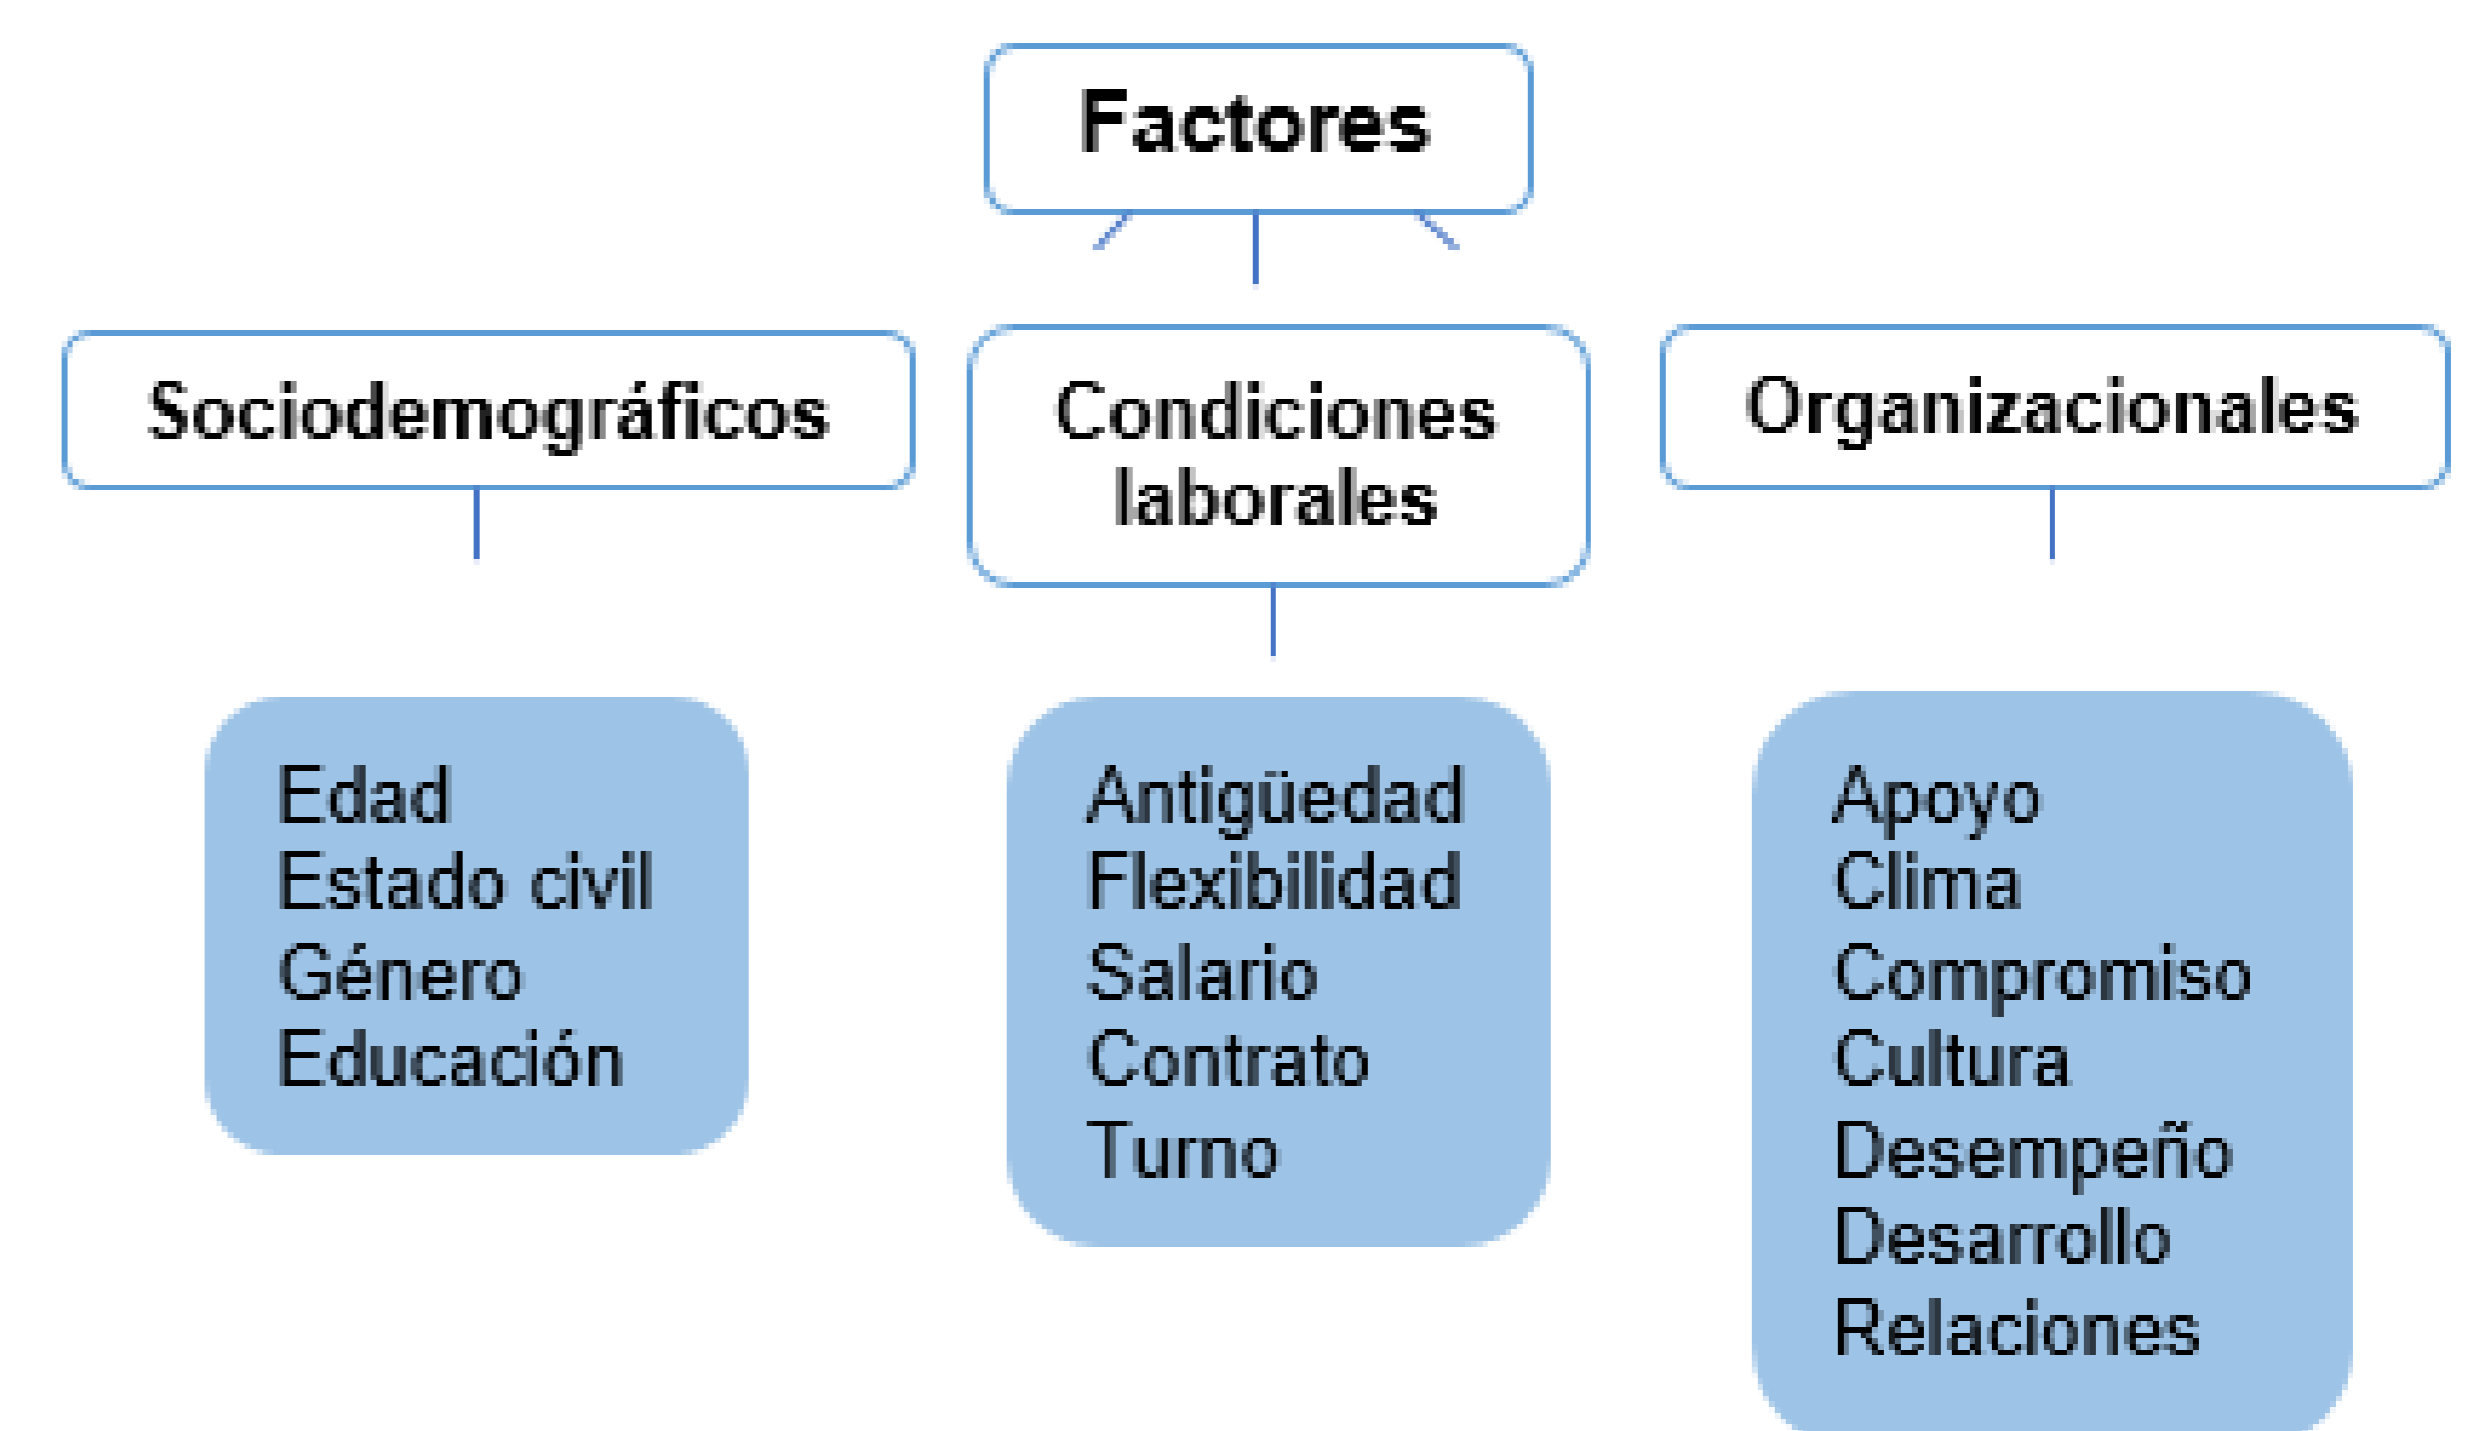 Factores
Sociodemográficos
Condiciones
laborales
Organizacionales
Edad
Estado civil
Género
Educación
Antigüedad
Flexibilidad
Salario
Contrato
Turno
Apoyo
Clima
Compromiso
Cultura
Desempeño
Desarrollo
Relaciones